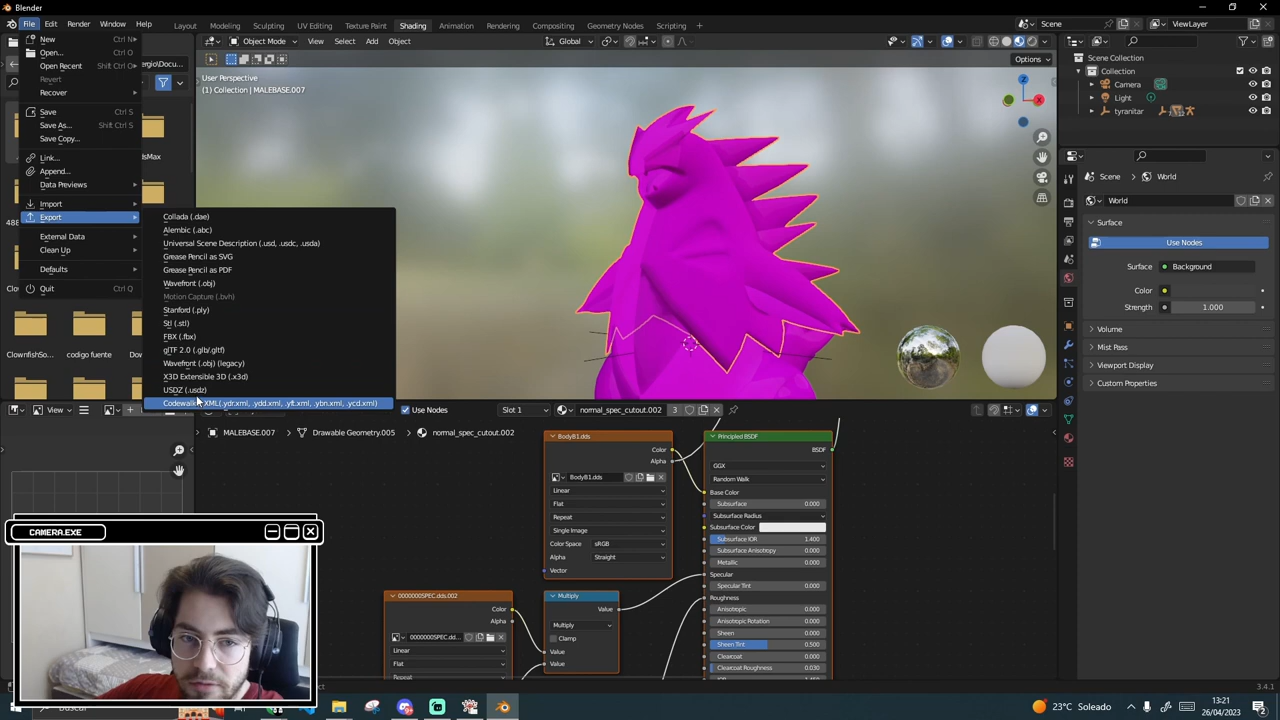 Blender
File Edit Render Window Help
Layout Modeling Sculpting UV Editing Texture Paint Shading Animation Rendering Compositing Geometry Nodes Scripting
Scene
ViewLayer
New Ctrl N
Open... Ctrl O
Open Recent Shift Ctrl O
Revert
Recover
Save Ctrl S
Save As... Shift Ctrl S
Save Copy...
Link...
Append...
Data Previews
Import
Export
External Data
Clean Up
Defaults
Quit Ctrl Q
Collada (.dae)
Alembic (.abc)
Universal Scene Description (.usd, .usdc, .usda)
Grease Pencil as SVG
Grease Pencil as PDF
Wavefront (.obj)
Motion Capture (.bvh)
Stanford (.ply)
Stl (.stl)
FBX (.fbx)
glTF 2.0 (.glb/.gltf)
Wavefront (.obj) (legacy)
X3D Extensible 3D (.x3d)
USDZ (.usdz)
XML(.ydr.xml, .ydd.xml, .yft.xml, .ybn.xml, .ycd.xml)
ergio\Docu...
dsMax
488
ClownfishSo...
codigo fuente
Object Mode View Select Add Object
Global
Options
User Perspective
(1) Collection | MALEBASE.007
Z
X
Scene Collection
Collection
Camera
Light
tyranitar
Scene > World
World
Surface
Use Nodes
Surface Background
Color
Strength 1.000
Volume
Mist Pass
Viewport Display
Custom Properties
View
Use Nodes
Slot 1
normal_spec_cutout.002 3
MALEBASE.007 > Drawable Geometry.005 > normal_spec_cutout.002
BodyB1.dds
Color
Alpha
BodyB1.dds
Linear
Flat
Repeat
Single Image
Color Space sRGB
Alpha Straight
Vector
0000000SPEC.dds.002
Color
Alpha
0000000SPEC.dd...
Linear
Flat
Repeat
Multiply
Value
Multiply
Clamp
Value
Value
Principled BSDF
BSDF
GGX
Random Walk
Base Color
Subsurface 0.000
Subsurface Radius
Subsurface Color
Subsurface IOR 1.400
Subsurface Anisotropy 0.000
Metallic 0.000
Specular
Specular Tint 0.000
Roughness
Anisotropic 0.000
Anisotropic Rotation 0.000
Sheen 0.000
Sheen Tint 0.500
Clearcoat 0.000
Clearcoat Roughness 0.030
CAMERA.EXE
3.4.1
23°C Soleado
13:21
26/04/2023